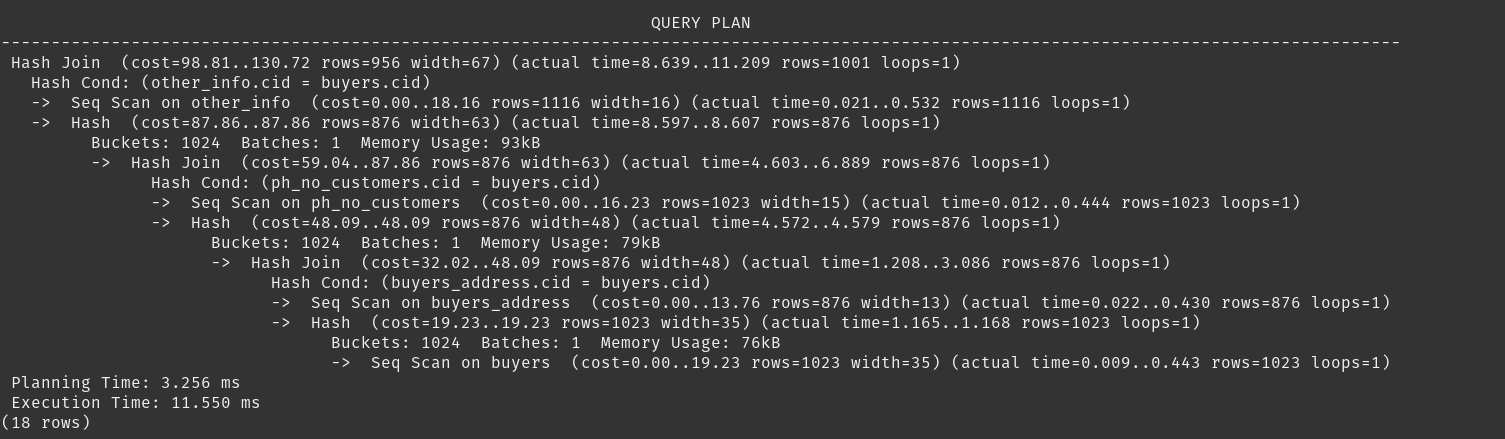 QUERY PLAN
--------------------------------------------------------------------------------------------------------------------------------------------
Hash Join  (cost=98.81..130.72 rows=956 width=67) (actual time=8.639..11.209 rows=1001 loops=1)
  Hash Cond: (other_info.cid = buyers.cid)
  ->  Seq Scan on other_info  (cost=0.00..18.16 rows=1116 width=16) (actual time=0.021..0.532 rows=1116 loops=1)
  ->  Hash  (cost=87.86..87.86 rows=876 width=63) (actual time=8.597..8.607 rows=876 loops=1)
        Buckets: 1024  Batches: 1  Memory Usage: 93kB
        ->  Hash Join  (cost=59.04..87.86 rows=876 width=63) (actual time=4.603..6.889 rows=876 loops=1)
              Hash Cond: (ph_no_customers.cid = buyers.cid)
              ->  Seq Scan on ph_no_customers  (cost=0.00..16.23 rows=1023 width=15) (actual time=0.012..0.444 rows=1023 loops=1)
              ->  Hash  (cost=48.09..48.09 rows=876 width=48) (actual time=4.572..4.579 rows=876 loops=1)
                    Buckets: 1024  Batches: 1  Memory Usage: 79kB
                    ->  Hash Join  (cost=32.02..48.09 rows=876 width=48) (actual time=1.208..3.086 rows=876 loops=1)
                          Hash Cond: (buyers_address.cid = buyers.cid)
                          ->  Seq Scan on buyers_address  (cost=0.00..13.76 rows=876 width=13) (actual time=0.022..0.430 rows=876 loops=1)
                          ->  Hash  (cost=19.23..19.23 rows=1023 width=35) (actual time=1.165..1.168 rows=1023 loops=1)
                                Buckets: 1024  Batches: 1  Memory Usage: 76kB
                                ->  Seq Scan on buyers  (cost=0.00..19.23 rows=1023 width=35) (actual time=0.009..0.443 rows=1023 loops=1)
Planning Time: 3.256 ms
Execution Time: 11.550 ms
(18 rows)